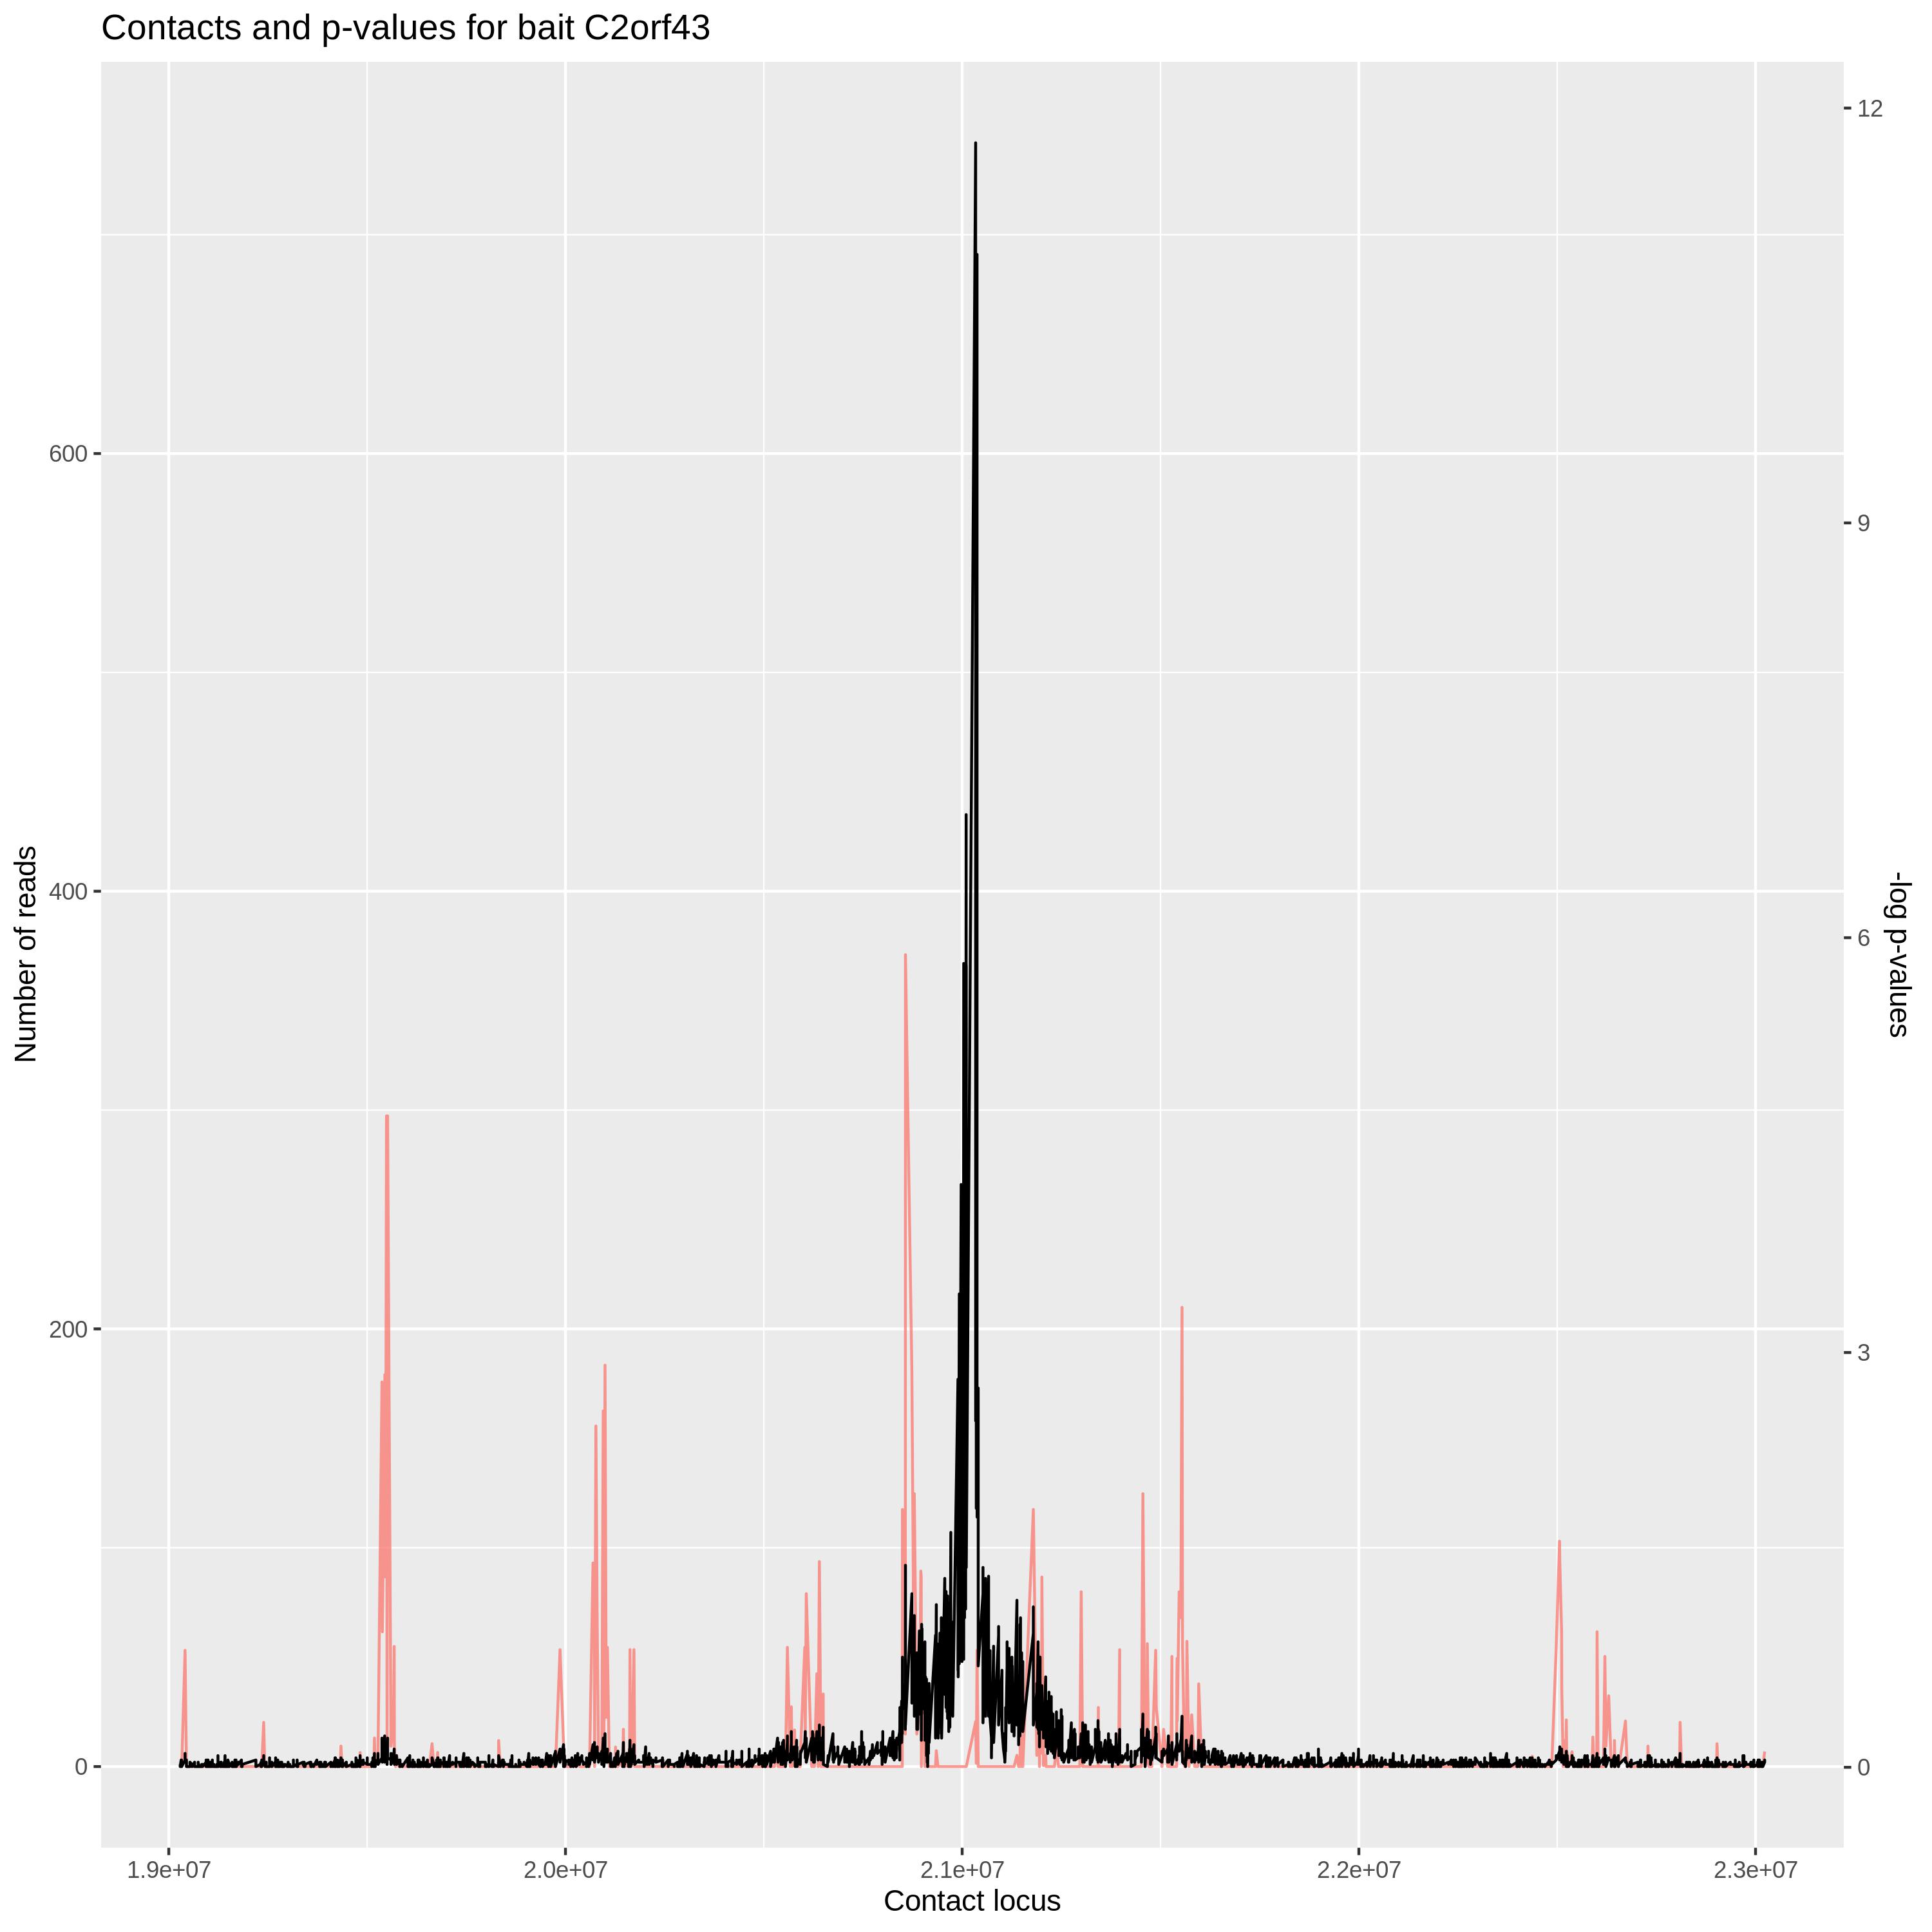 Contacts and p-values for bait C2orf43
12
9
6
3
0
-log p-values
600
400
200
0
Number of reads
1.9e+07
2.0e+07
2.1e+07
2.2e+07
2.3e+07
Contact locus